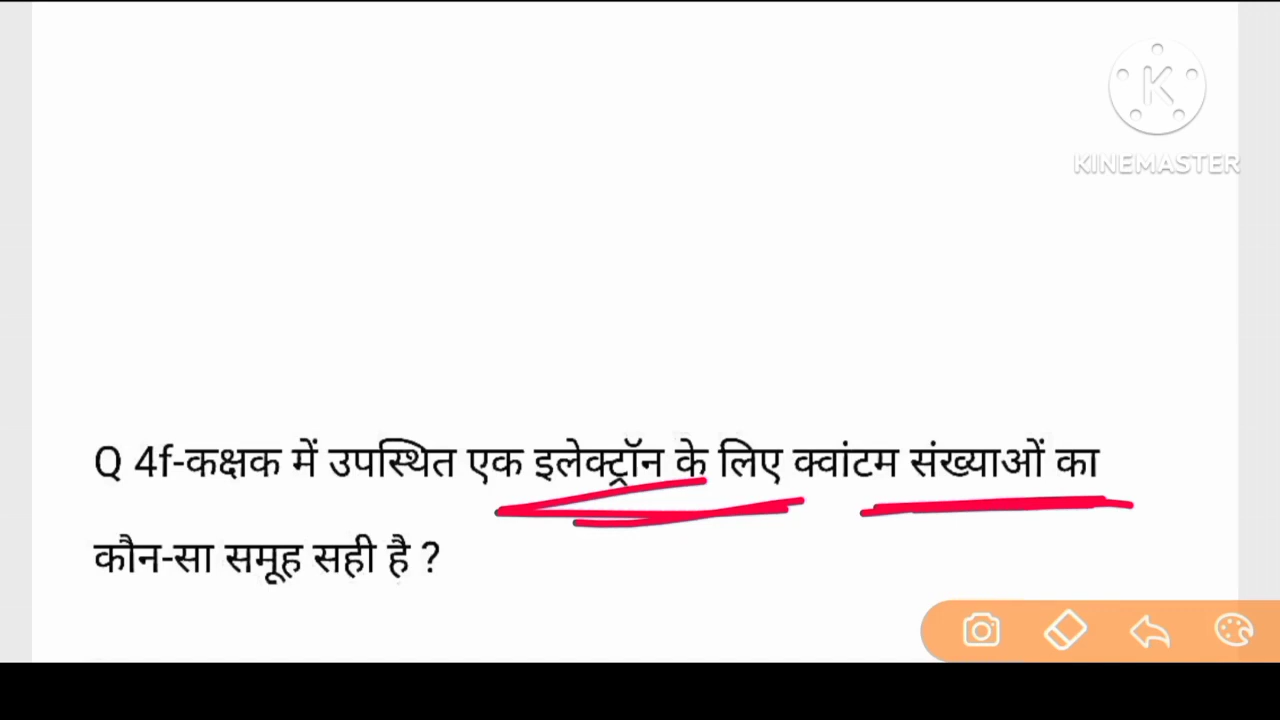 K
KINEMASTER
Q 4f-कक्षक में उपस्थित एक इलेक्ट्रॉन के लिए क्वांटम संख्याओं का
कौन-सा समूह सही है ?